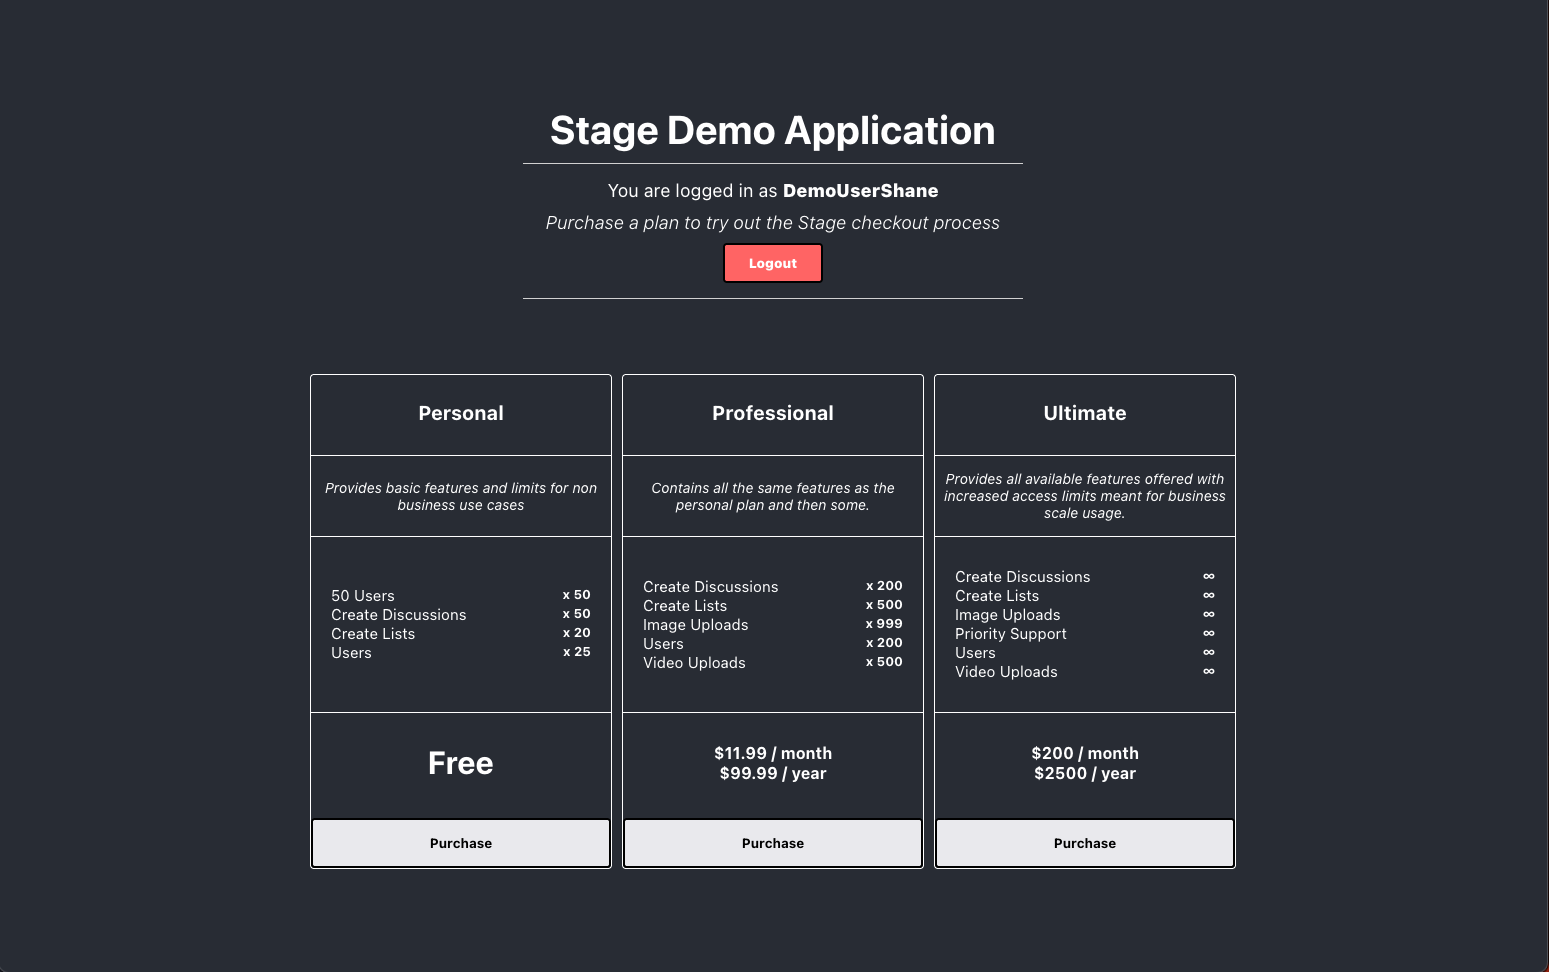 Stage Demo Application
You are logged in as DemoUserShane
Purchase a plan to try out the Stage checkout process
Logout
Personal
Provides basic features and limits for non
business use cases
50 Users x 50
Create Discussions x 50
Create Lists x 20
Users x 25
Free
Purchase
Professional
Contains all the same features as the
personal plan and then some.
Create Discussions x 200
Create Lists x 500
Image Uploads x 999
Users x 200
Video Uploads x 500
$11.99 / month
$99.99 / year
Purchase
Ultimate
Provides all available features offered with
increased access limits meant for business
scale usage.
Create Discussions ∞
Create Lists ∞
Image Uploads ∞
Priority Support ∞
Users ∞
Video Uploads ∞
$200 / month
$2500 / year
Purchase